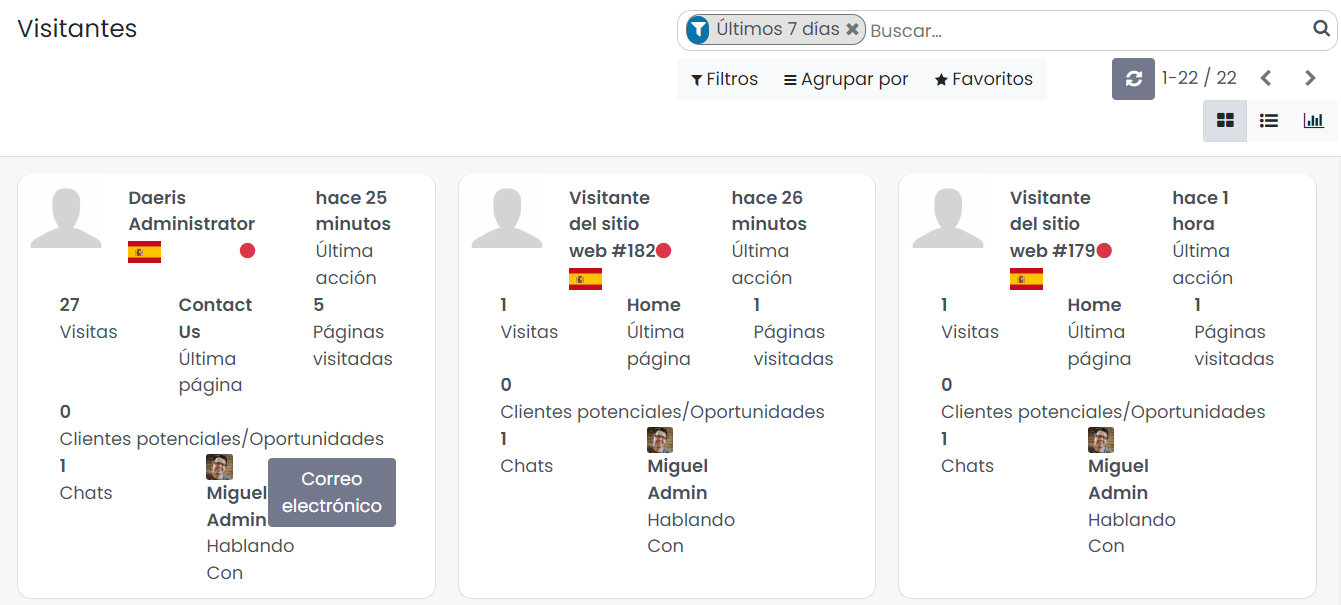 Visitantes
Últimos 7 días
Buscar...
Filtros
Agrupar por
Favoritos
1-22 / 22
Daeris
Administrator
hace 25
minutos
Última
acción
27
Visitas
Contact
Us
Última
página
5
Páginas
visitadas
0
Clientes potenciales/Oportunidades
1
Chats
Miguel
Admin
Hablando
Con
Correo
electrónico
Visitante
del sitio
web #182
hace 26
minutos
Última
acción
1
Visitas
Home
Última
página
1
Páginas
visitadas
0
Clientes potenciales/Oportunidades
1
Chats
Miguel
Admin
Hablando
Con
Visitante
del sitio
web #179
hace 1
hora
Última
acción
1
Visitas
Home
Última
página
1
Páginas
visitadas
0
Clientes potenciales/Oportunidades
1
Chats
Miguel
Admin
Hablando
Con